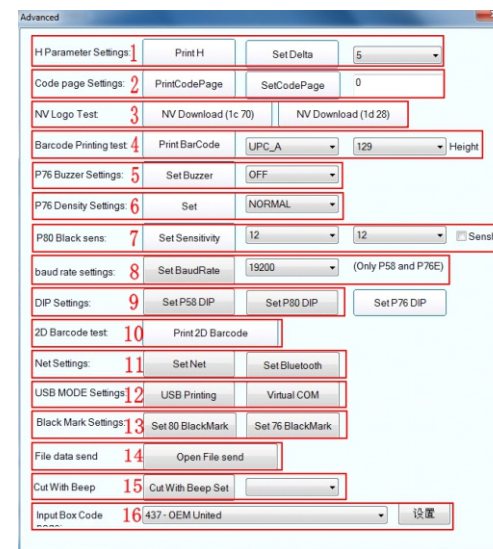 Advanced
H Parameter Settings: 1 Print H Set Delta 5
Code page Settings: 2 PrintCodePage SetCodePage 0
NV Logo Test: 3 NV Download (1c 70) NV Download (1d 28)
Barcode Printing test: 4 Print BarCode UPC_A 129 Height
P76 Buzzer Settings: 5 Set Buzzer OFF
P76 Density Settings: 6 Set NORMAL
P80 Black sens: 7 Set Sensitivity 12 12
baud rate settings: 8 Set BaudRate 19200 (Only P58 and P76E)
DIP Settings: 9 Set P58 DIP Set P80 DIP Set P76 DIP
2D Barcode test: 10 Print 2D Barcode
Net Settings: 11 Set Net Set Bluetooth
USB MODE Settings 12 USB Printing Virtual COM
Black Mark Settings: 13 Set 80 BlackMark Set 76 BlackMark
File data send 14 Open File send
Cut With Beep 15 Cut With Beep Set
Input Box Code 16 437 - OEM United 设置